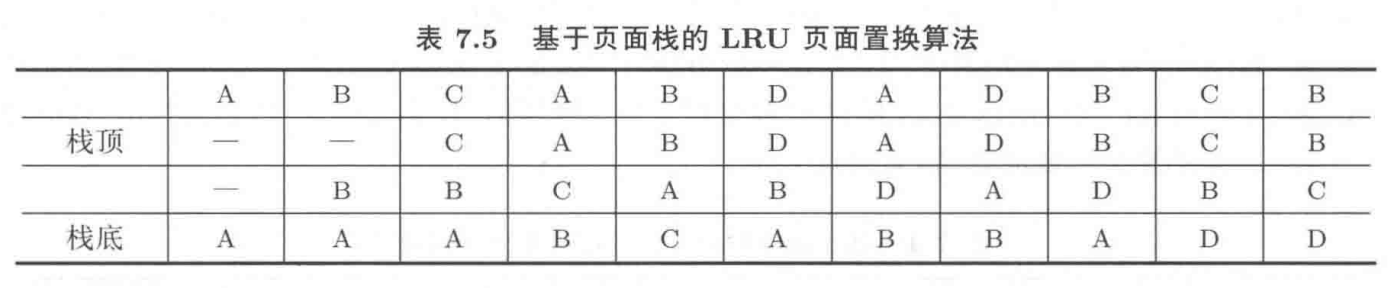 表 7.5 基于页面栈的 LRU 页面置换算法
A B C A B D A D B C B
栈顶 — — C A B D A D B C B
— B B C A B D A D B C
栈底 A A A B C A B B A D D